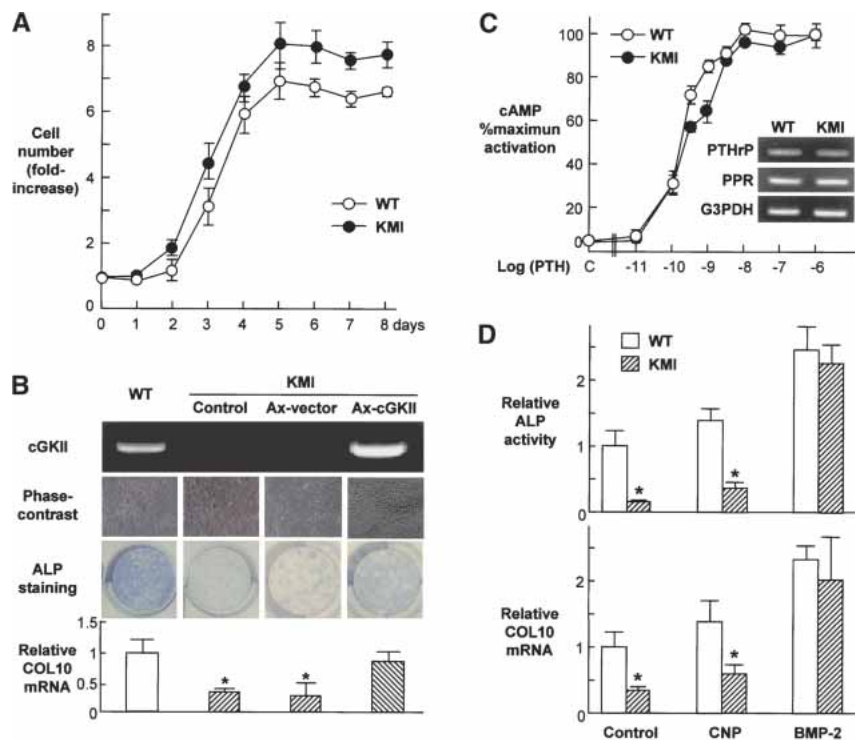 A
8
6
4
2
0
Cell
number
(fold-
increase)
WT
KMI
0 1 2 3 4 5 6 7 8 days
B
WT
KMI
Control Ax-vector Ax-cGKII
cGKII
Phase-
contrast
ALP
staining
Relative
COL10
mRNA
1.5
1
0.5
0
*
*
C
WT
KMI
100
80
60
40
20
0
cAMP
%maximun
activation
WT KMI
PTHrP
PPR
G3PDH
Log (PTH) C -11 -10 -9 -8 -7 -6
D
WT
KMI
2
1
0
Relative
ALP
activity
*
*
2
1
0
Relative
COL10
mRNA
*
*
Control CNP BMP-2